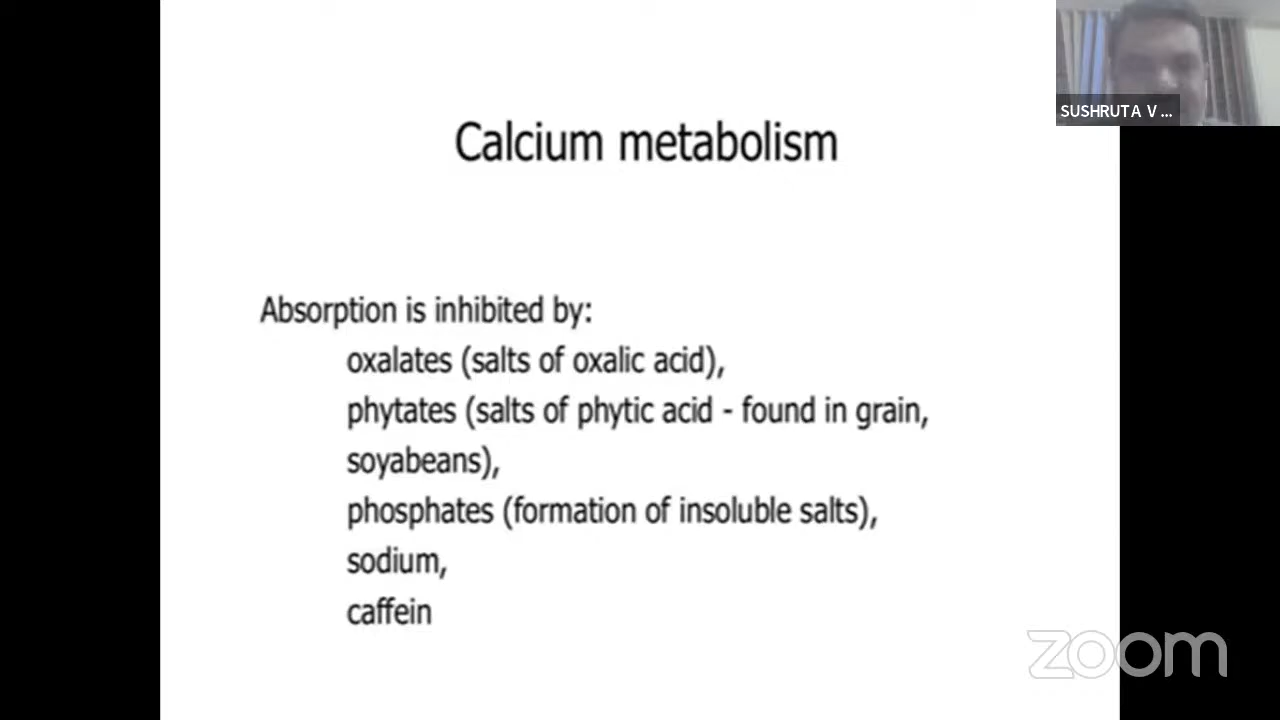 SUSHRUTA V ...
Calcium metabolism
Absorption is inhibited by:
oxalates (salts of oxalic acid),
phytates (salts of phytic acid - found in grain,
soyabeans),
phosphates (formation of insoluble salts),
sodium,
caffein
zoom